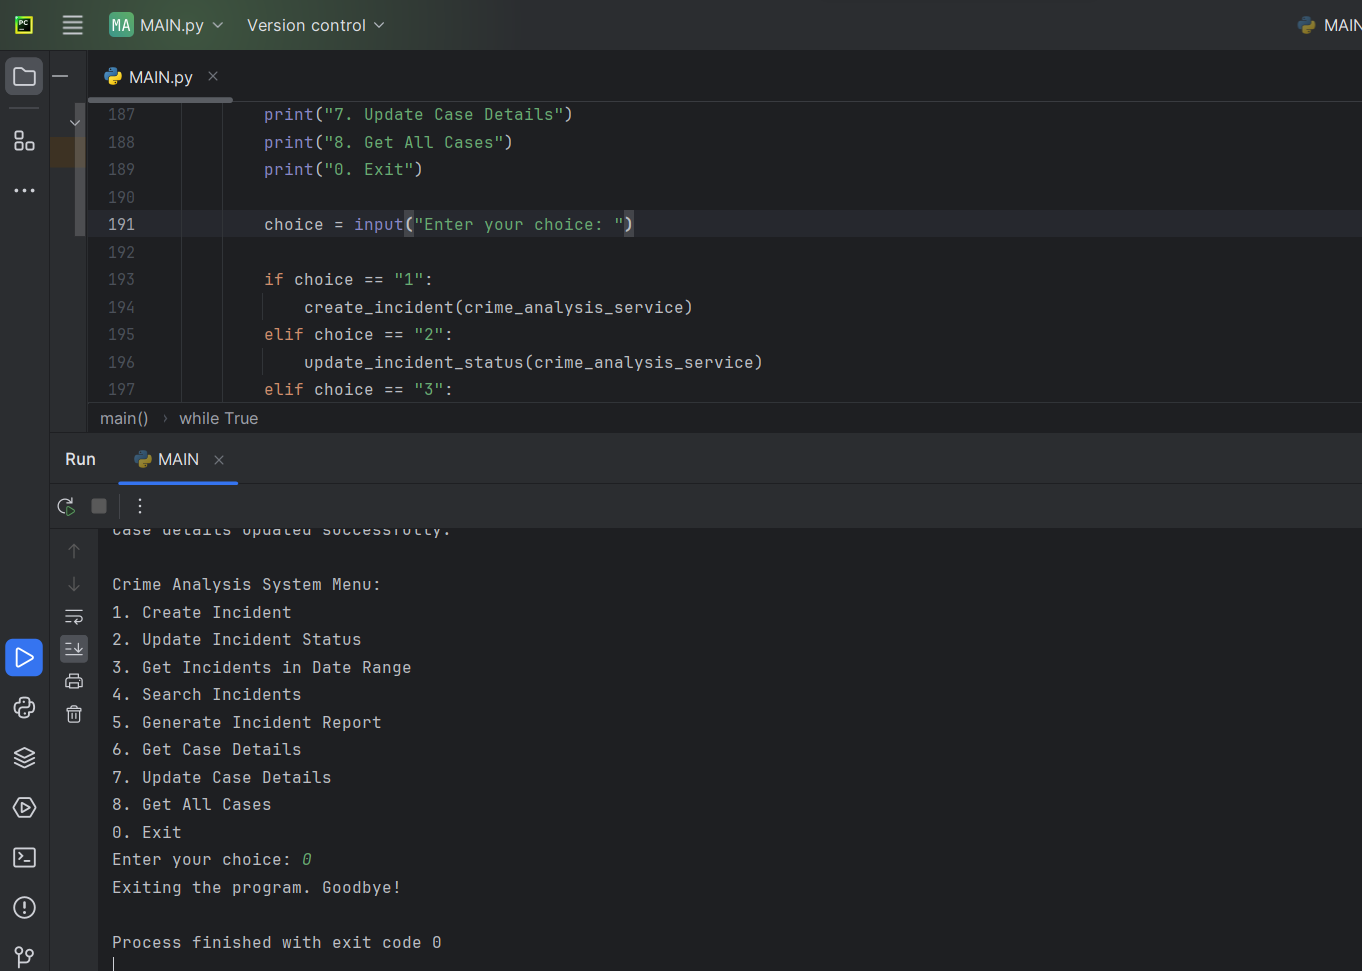 PC
MA MAIN.py Version control MAIN
MAIN.py
187 print("7. Update Case Details")
188 print("8. Get All Cases")
189 print("0. Exit")
190
191 choice = input("Enter your choice: ")
192
193 if choice == "1":
194 create_incident(crime_analysis_service)
195 elif choice == "2":
196 update_incident_status(crime_analysis_service)
197 elif choice == "3":
main() › while True
Run MAIN
Case details updated successfully.
Crime Analysis System Menu:
1. Create Incident
2. Update Incident Status
3. Get Incidents in Date Range
4. Search Incidents
5. Generate Incident Report
6. Get Case Details
7. Update Case Details
8. Get All Cases
0. Exit
Enter your choice: 0
Exiting the program. Goodbye!
Process finished with exit code 0